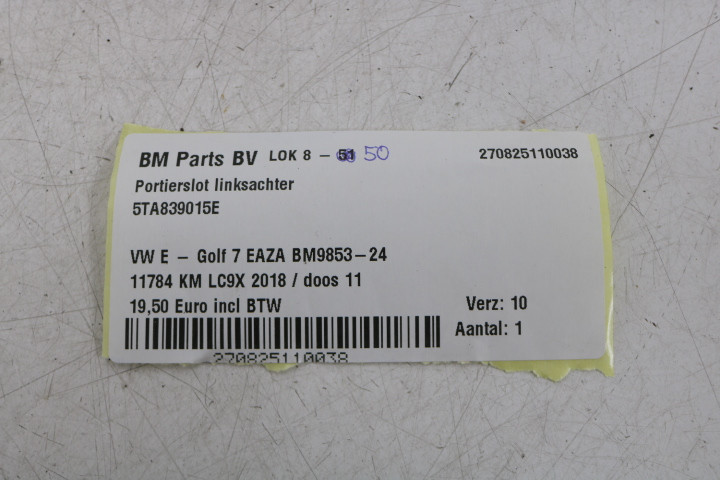 BM Parts BV LOK 8 - 50 270825110038
Portierslot linksachter
5TA839015E
VW E - Golf 7 EAZA BM9853-24
11784 KM LC9X 2018 / doos 11
19,50 Euro incl BTW Verz: 10
Aantal: 1
270825110038